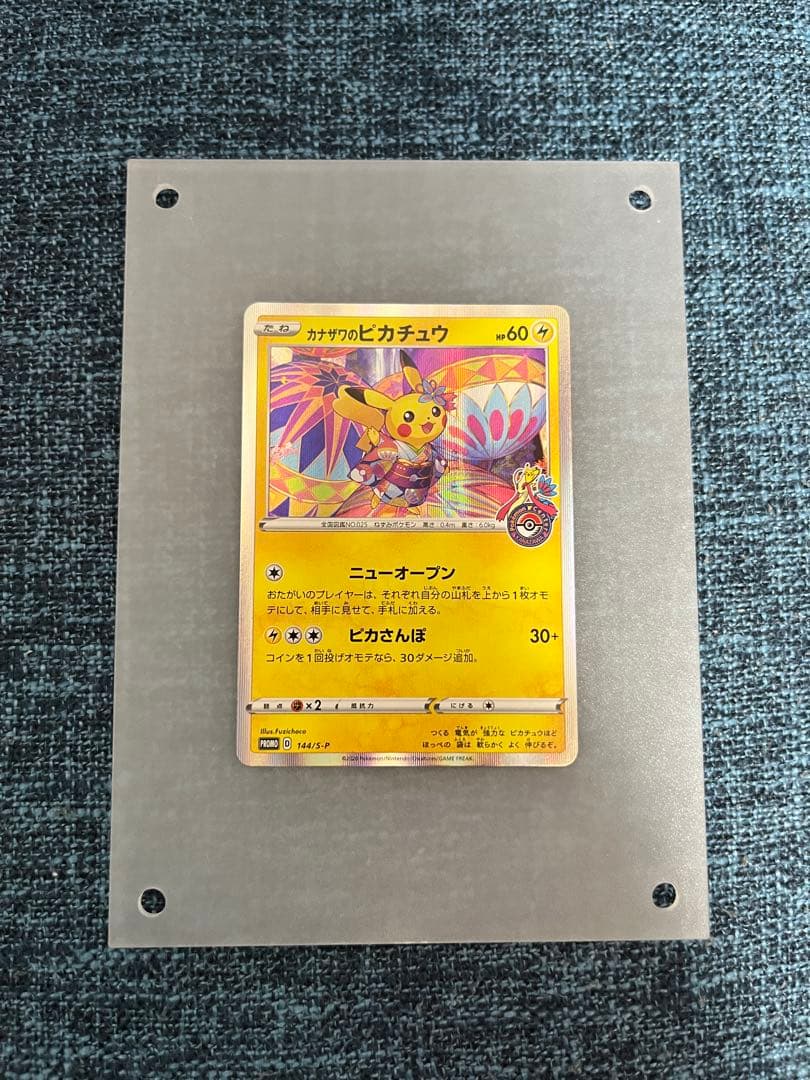 たね カナザワのピカチュウ HP60
Pokémon Center
KANAZAWA
全国図鑑NO.025 ねずみポケモン 高さ:0.4m 重さ:6.0kg
ニューオープン
おたがいのプレイヤーは、それぞれ自分の山札を上から1枚オモ
テにして、相手に見せて、手札に加える。
ピカさんぽ 30+
コインを1回投げオモテなら、30ダメージ追加。
弱点 ×2 抵抗力 にげる
Illus.Fuzichoco
つくる 電気が 強力な ピカチュウほど
ほっぺの 袋は 軟らかく よく 伸びるぞ。
PROMO D 144/S-P
©2020 Pokémon/Nintendo/Creatures/GAME FREAK.